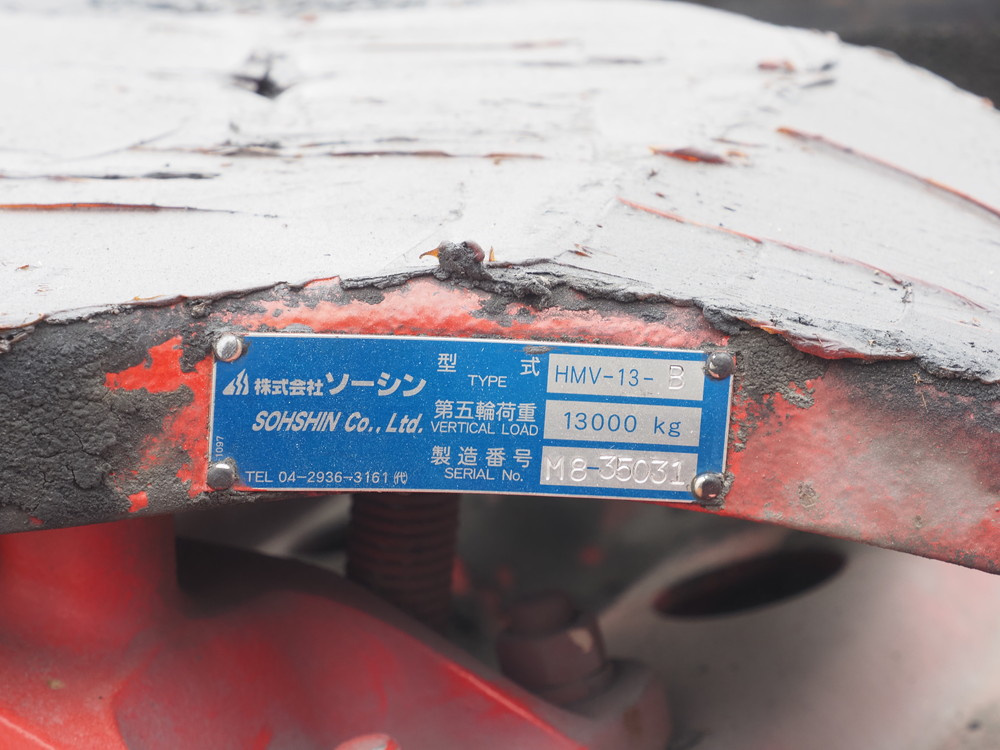 株式会社 ソーシン
SOHSHIN Co., Ltd.
TEL 04-2936-3161 (代)
1097
型 式 HMV-13- B
TYPE
第五輪荷重 13000 kg
VERTICAL LOAD
製造番号 M8-35031
SERIAL No.